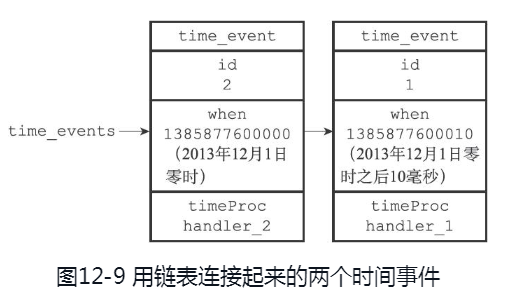 time_events
time_event
id
2
when
1385877600000
（2013年12月1日
零时）
timeProc
handler_2
time_event
id
1
when
1385877600010
（2013年12月1日零
时之后10毫秒）
timeProc
handler_1
图12-9 用链表连接起来的两个时间事件